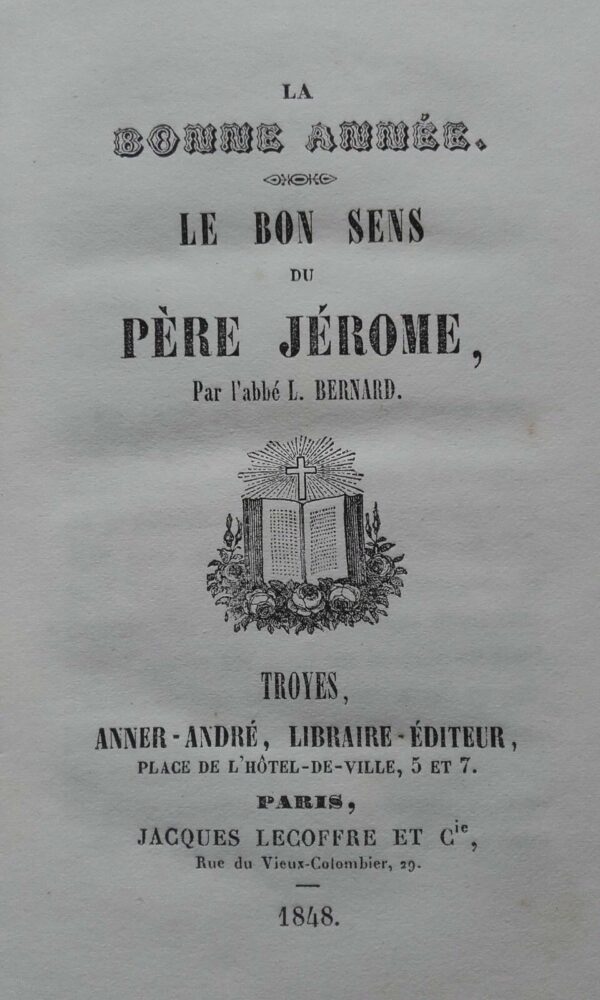 LA
BONNE ANNÉE.
LE BON SENS
DU
PÈRE JÉROME,
Par l'abbé L. BERNARD.
TROYES,
ANNER-ANDRÉ, LIBRAIRE-ÉDITEUR,
PLACE DE L'HÔTEL-DE-VILLE, 5 ET 7.
PARIS,
JACQUES LECOFFRE ET Cie,
Rue du Vieux-Colombier, 29.
1848.